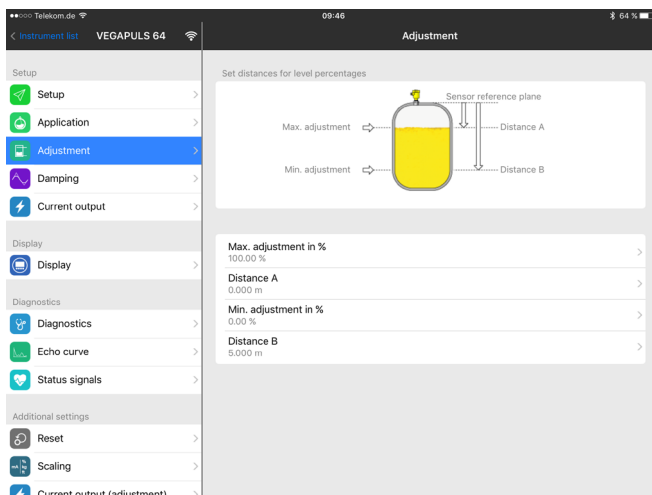 Telekom.de
09:46
64 %
Instrument list
VEGAPULS 64
Adjustment
Setup
Setup
Application
Adjustment
Damping
Current output
Display
Display
Diagnostics
Diagnostics
Echo curve
Status signals
Additional settings
Reset
Scaling
Current output (adjustment)
Set distances for level percentages
Sensor reference plane
Max. adjustment
Distance A
Min. adjustment
Distance B
Max. adjustment in %
100.00 %
Distance A
0.000 m
Min. adjustment in %
0.00 %
Distance B
5.000 m